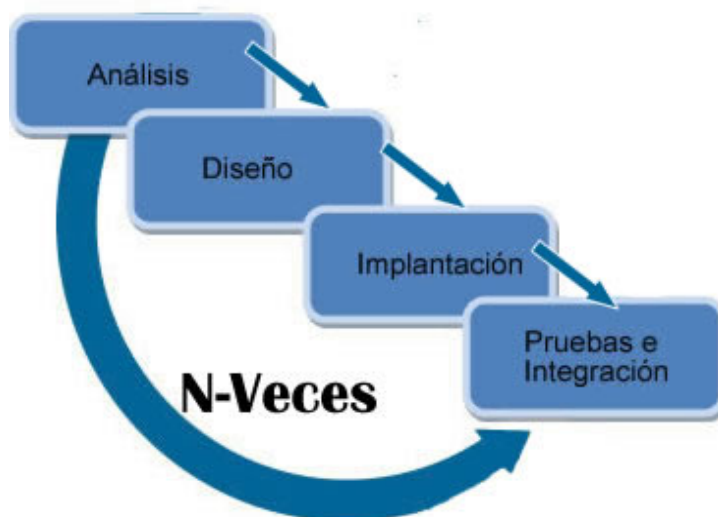 Análisis
Diseño
Implantación
Pruebas e
Integración
N-Veces